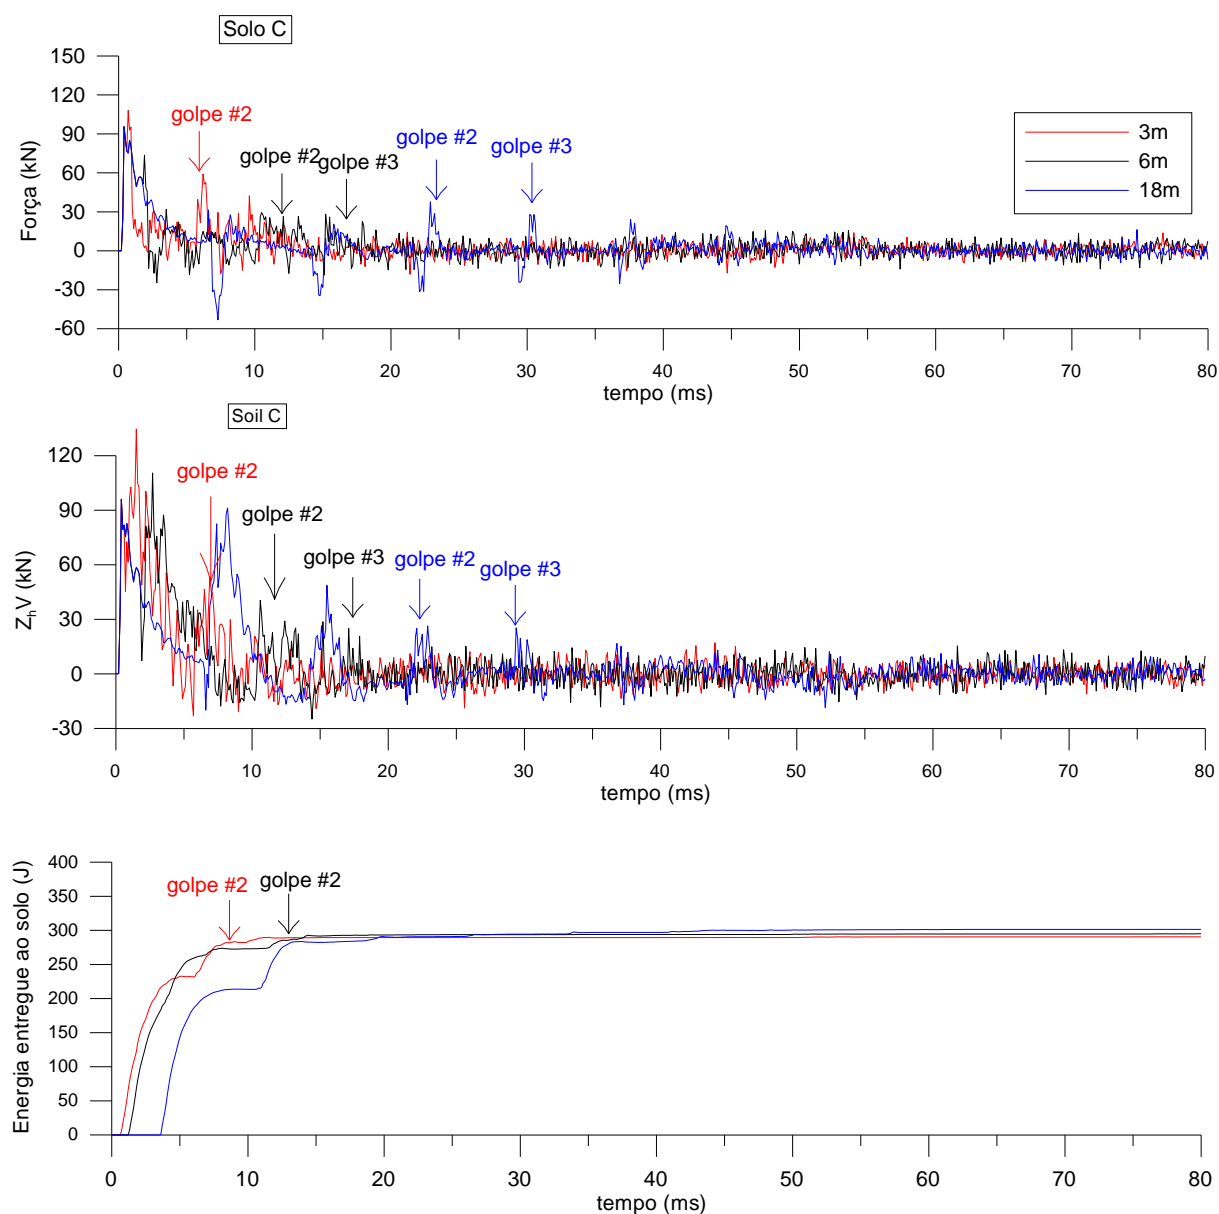 Solo C
150
120
90
60
30
0
-30
-60
Força (kN)
golpe #2
golpe #2
golpe #3
golpe #2
golpe #3
3m
6m
18m
0 10 20 30 40 50 60 70 80
tempo (ms)
Soil C
120
90
60
30
0
-30
ZhV (kN)
golpe #2
golpe #2
golpe #3
golpe #2
golpe #3
0 10 20 30 40 50 60 70 80
tempo (ms)
400
350
300
250
200
150
100
50
0
Energia entregue ao solo (J)
golpe #2
golpe #2
0 10 20 30 40 50 60 70 80
tempo (ms)